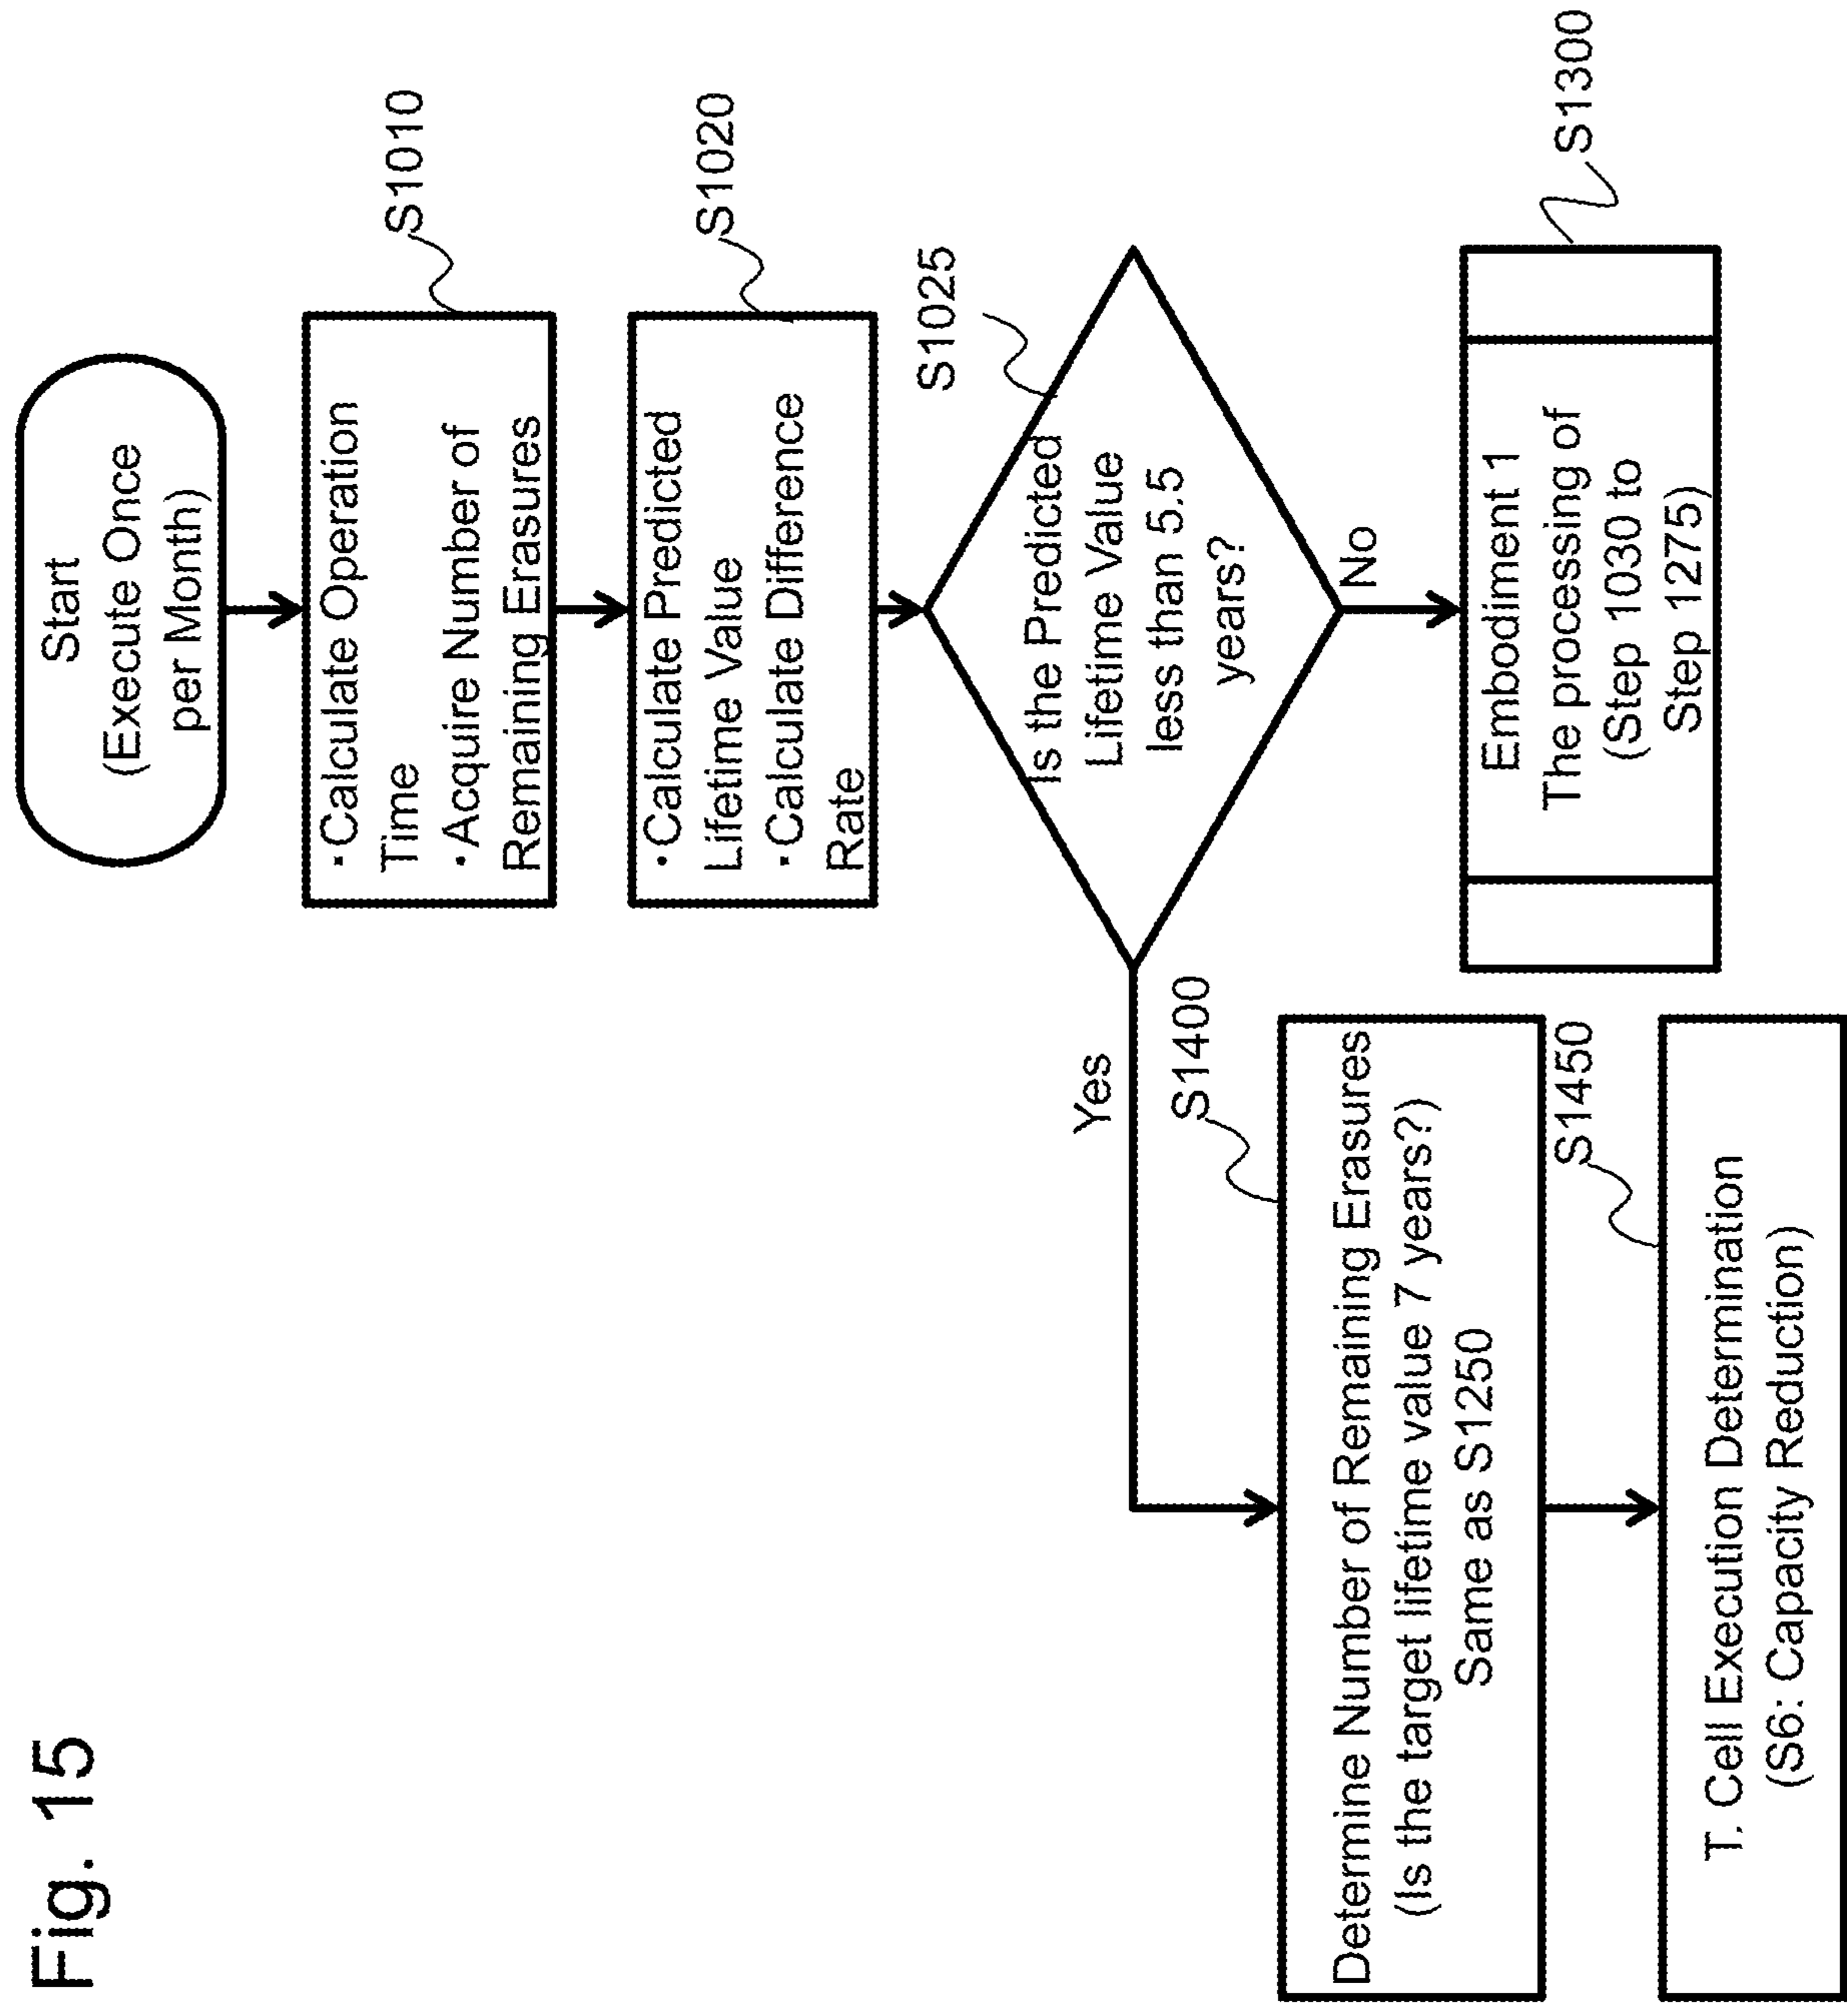 Fig. 15
Start
(Execute Once
per Month)
・Calculate Operation
Time
・Acquire Number of
Remaining Erasures
S1010
・Calculate Predicted
Lifetime Value
・Calculate Difference
Rate
S1020
Is the Predicted
Lifetime Value
less than 5.5
years?
S1025
Yes
No
S1400
Determine Number of Remaining Erasures
(Is the target lifetime value 7 years?)
Same as S1250
Embodiment 1
The processing of
(Step 1030 to
Step 1275)
S1300
S1450
T. Cell Execution Determination
(S6: Capacity Reduction)